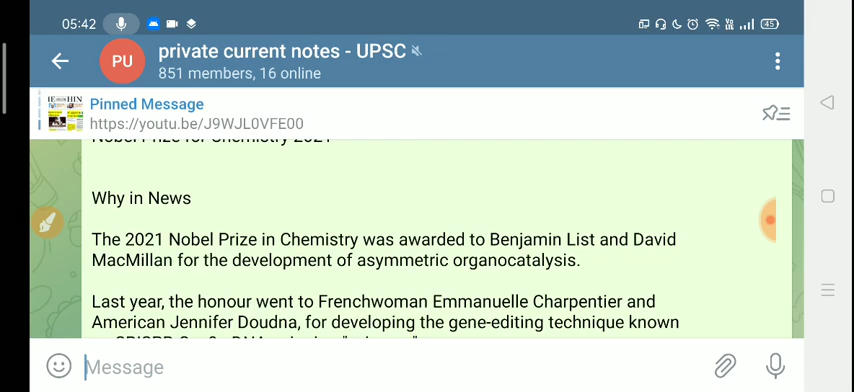 05:42
45
PU
private current notes - UPSC
851 members, 16 online
Pinned Message
https://youtu.be/J9WJL0VFE00
Nobel Prize for Chemistry 2021
Why in News
The 2021 Nobel Prize in Chemistry was awarded to Benjamin List and David
MacMillan for the development of asymmetric organocatalysis.
Last year, the honour went to Frenchwoman Emmanuelle Charpentier and
American Jennifer Doudna, for developing the gene-editing technique known
Message